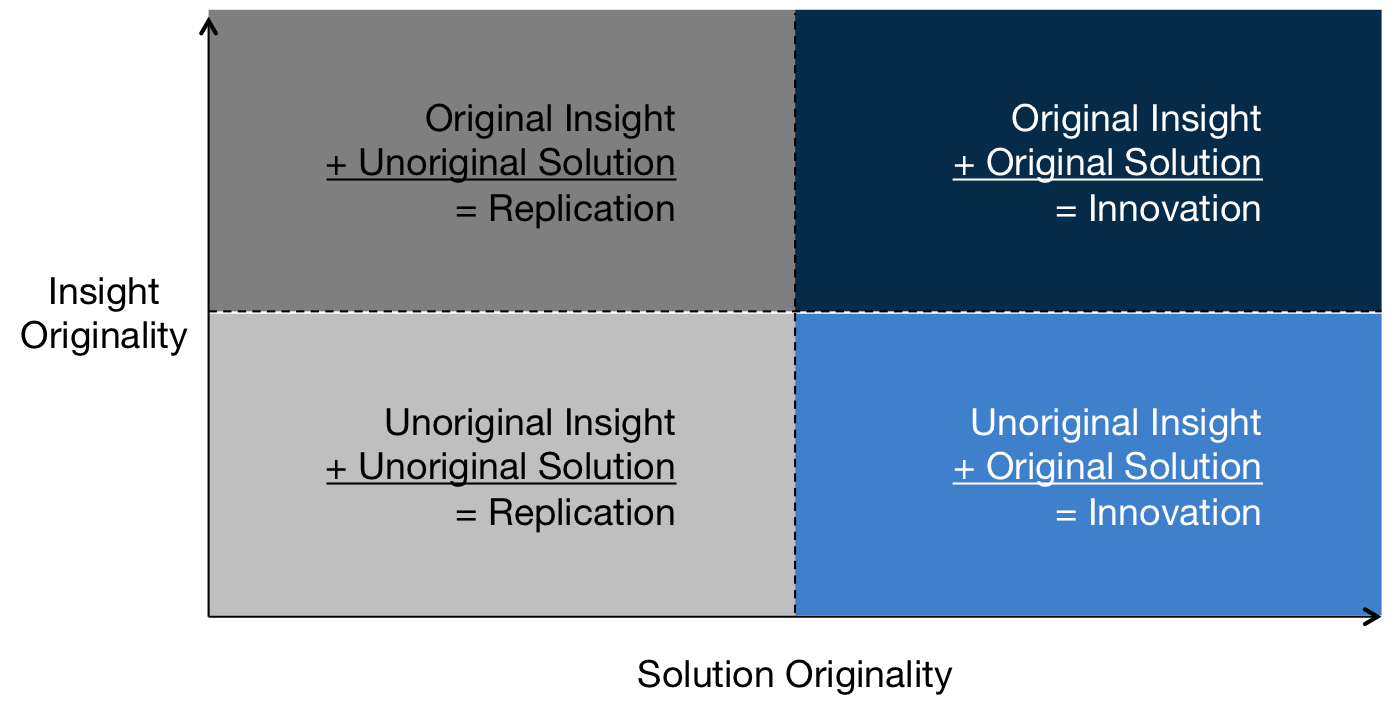 Original Insight
+ Unoriginal Solution
= Replication
Original Insight
+ Original Solution
= Innovation
Insight
Originality
Unoriginal Insight
+ Unoriginal Solution
= Replication
Unoriginal Insight
+ Original Solution
= Innovation
Solution Originality